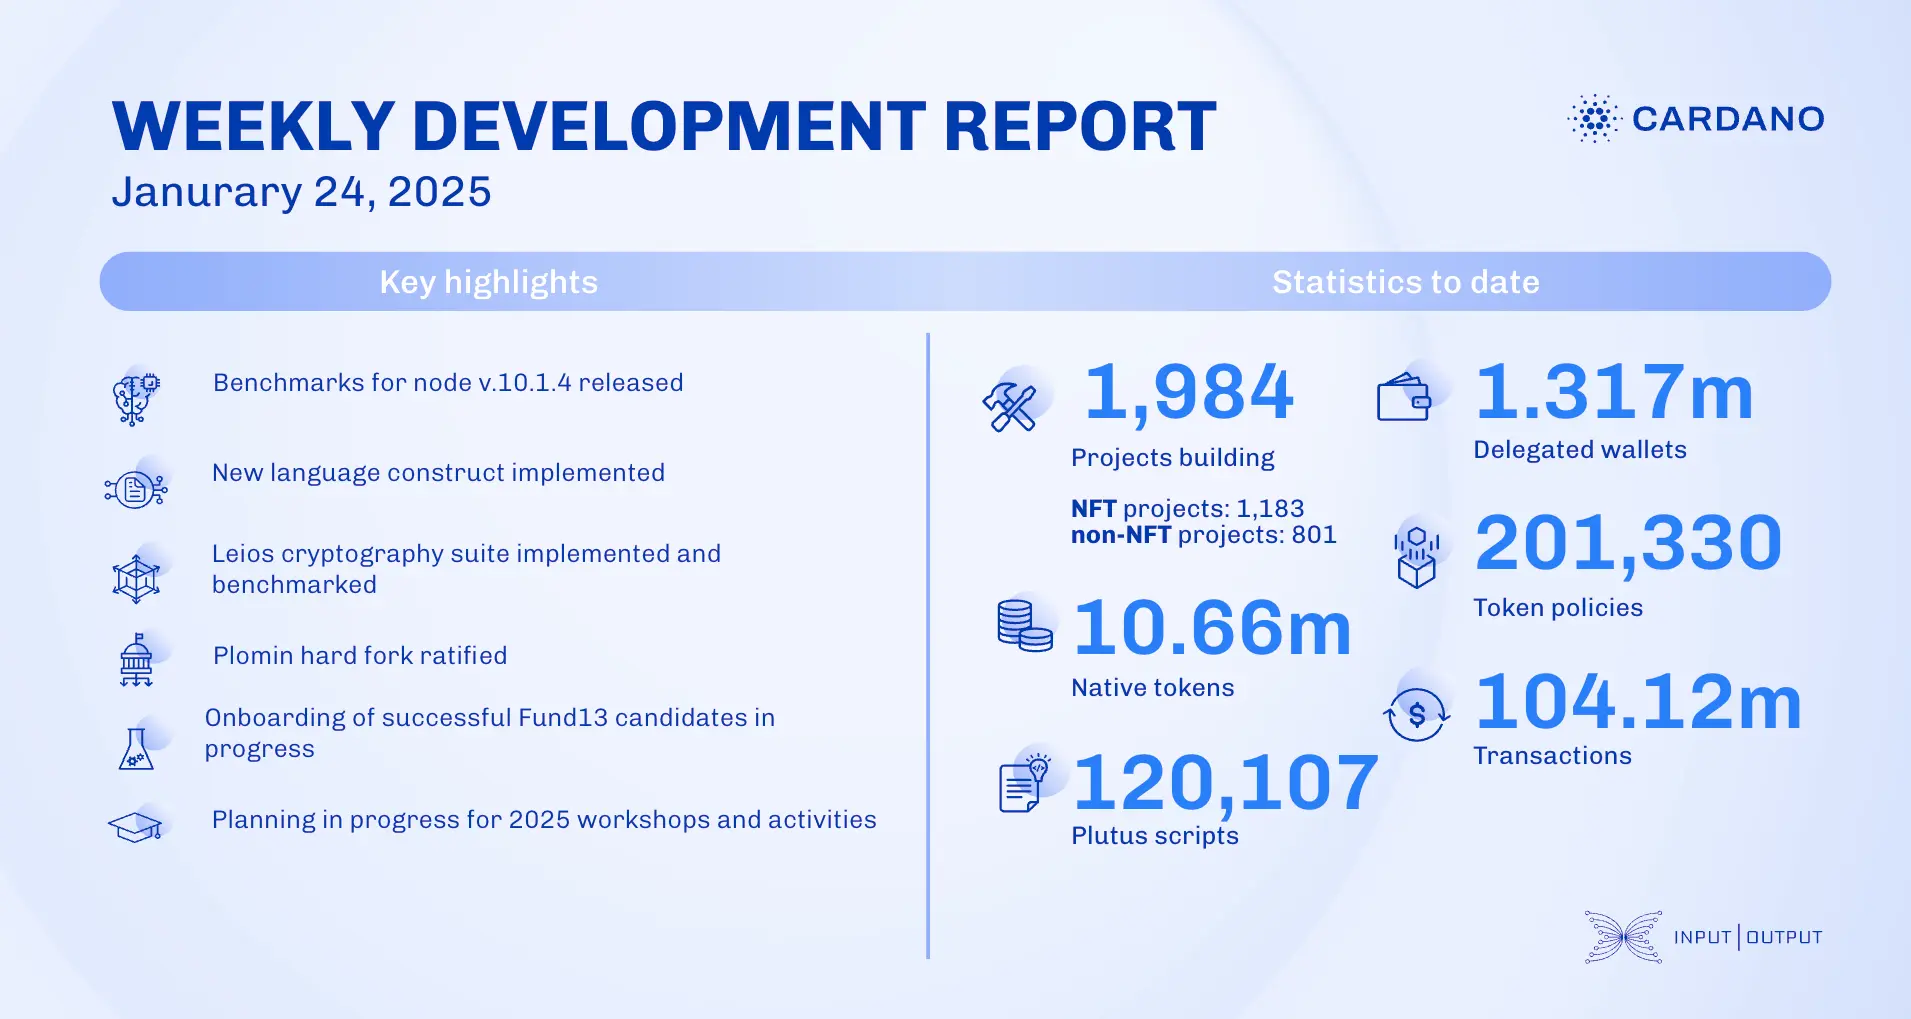 WEEKLY DEVELOPMENT REPORT
Janurary 24, 2025
CARDANO
Key highlights
Statistics to date
Benchmarks for node v.10.1.4 released
New language construct implemented
Leios cryptography suite implemented and
benchmarked
Plomin hard fork ratified
Onboarding of successful Fund13 candidates in
progress
Planning in progress for 2025 workshops and activities
1,984
Projects building
NFT projects: 1,183
non-NFT projects: 801
10.66m
Native tokens
120,107
Plutus scripts
1.317m
Delegated wallets
201,330
Token policies
$
104.12m
Transactions
INPUT|OUTPUT